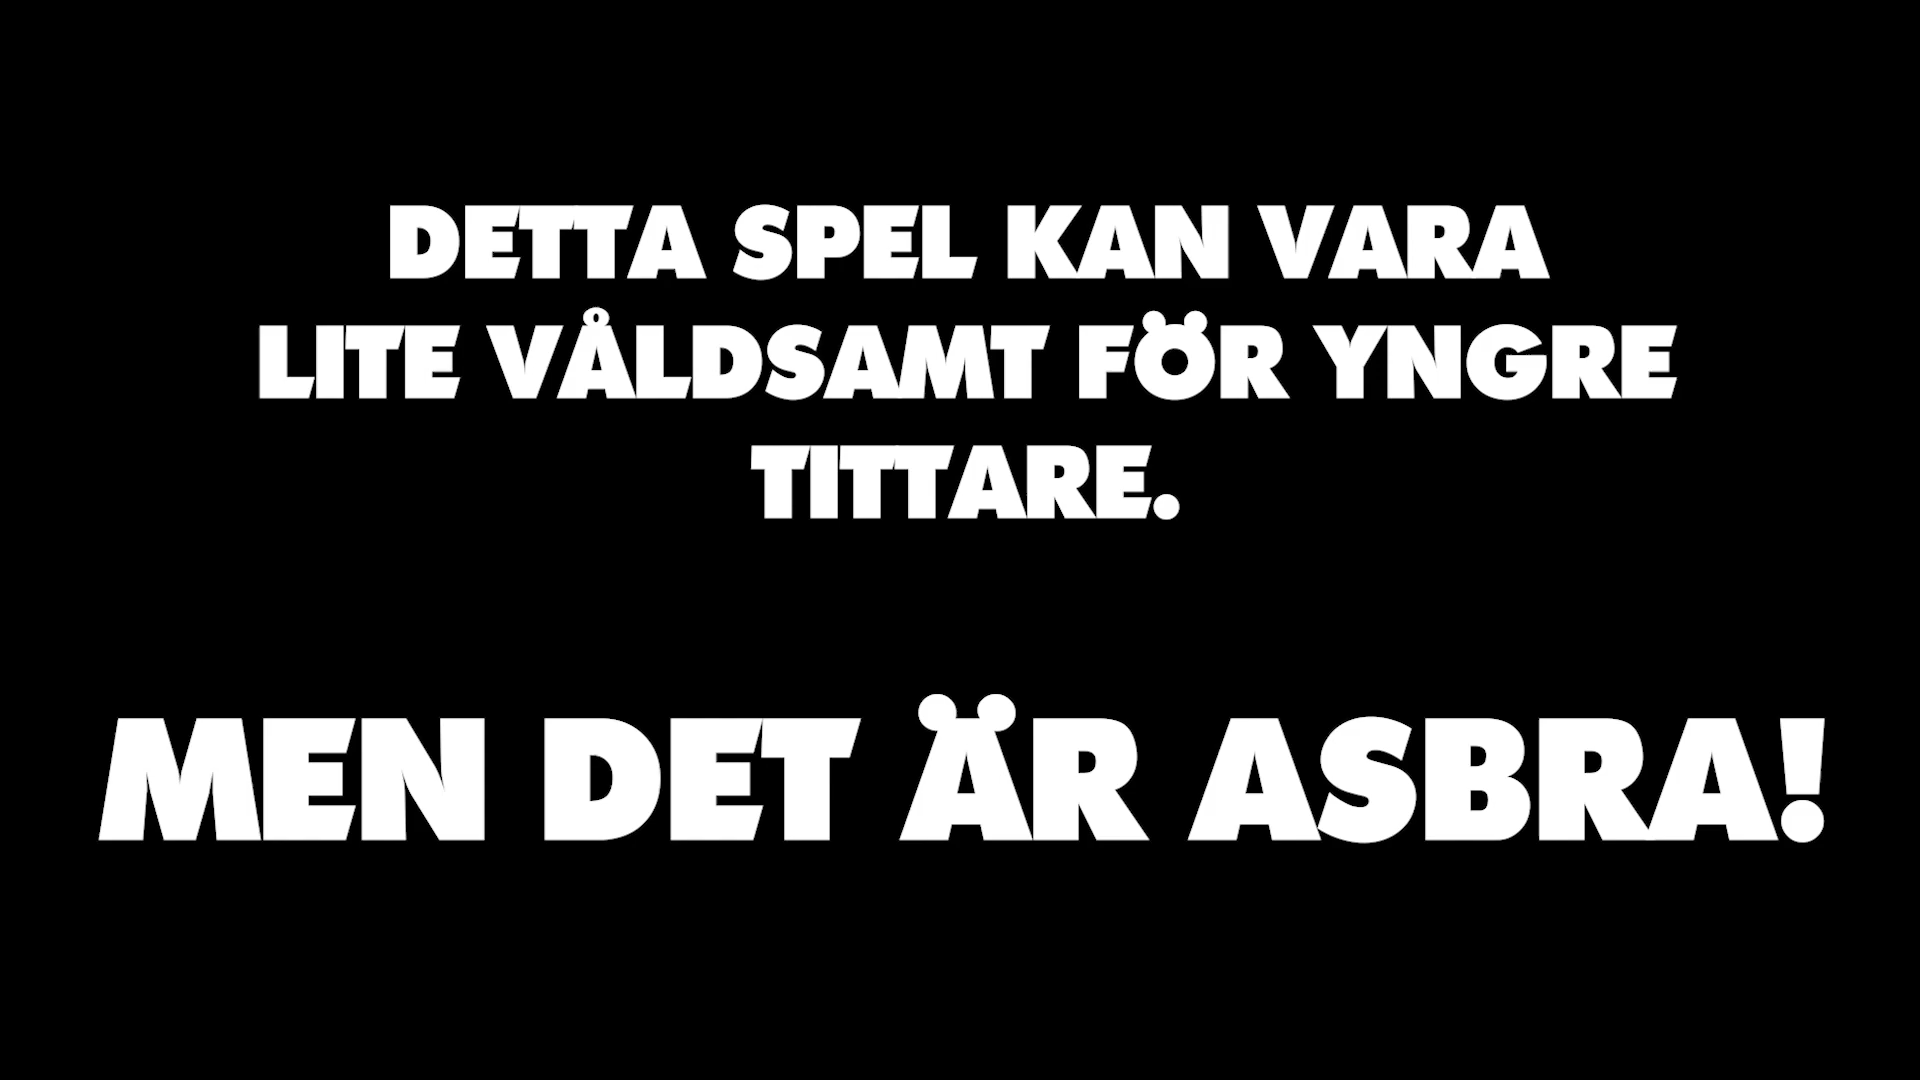 DETTA SPEL KAN VARA
LITE VÅLDSAMT FÖR YNGRE
TITTARE.
MEN DET ÄR ASBRA!